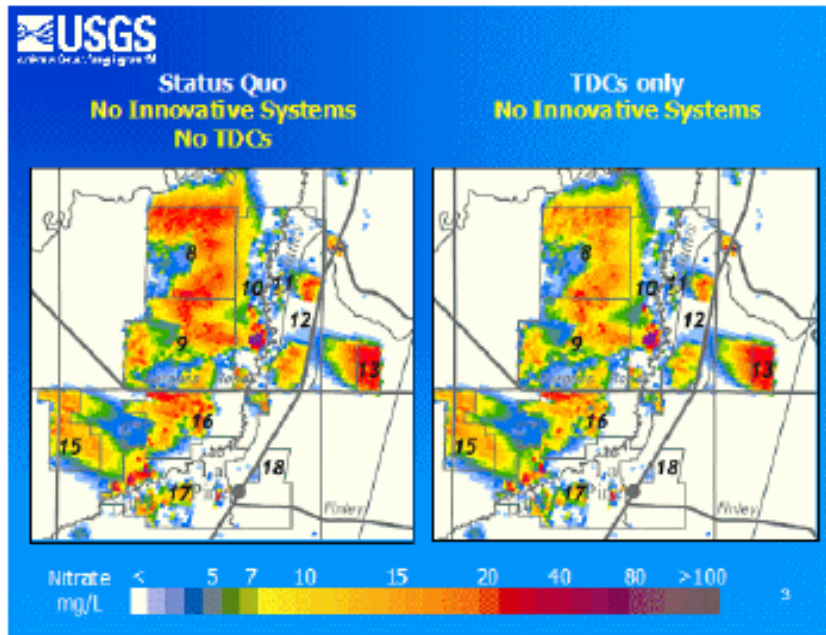 USGS
Status Quo
No Innovative Systems
No TDCs
TDCs only
No Innovative Systems
8
10
11
12
9
13
16
15
18
17
Finley
8
10
11
12
9
13
16
15
18
17
Finley
Nitrate < 5 7 10 15 20 40 80 >100
mg/L
3